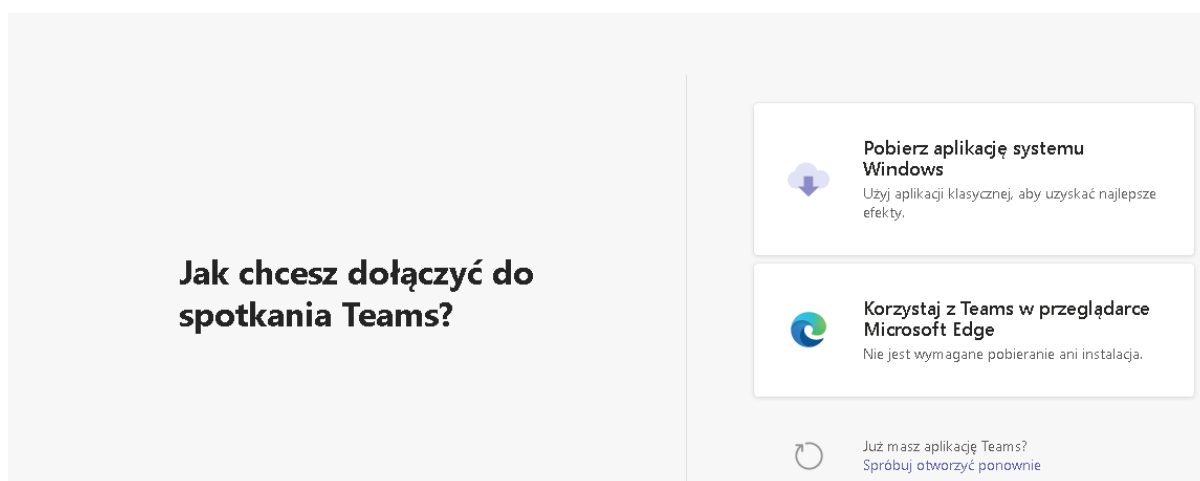 Jak chcesz dołączyć do
spotkania Teams?
Pobierz aplikację systemu
Windows
Użyj aplikacji klasycznej, aby uzyskać najlepsze
efekty.
Korzystaj z Teams w przeglądarce
Microsoft Edge
Nie jest wymagane pobieranie ani instalacja.
Już masz aplikację Teams?
Spróbuj otworzyć ponownie